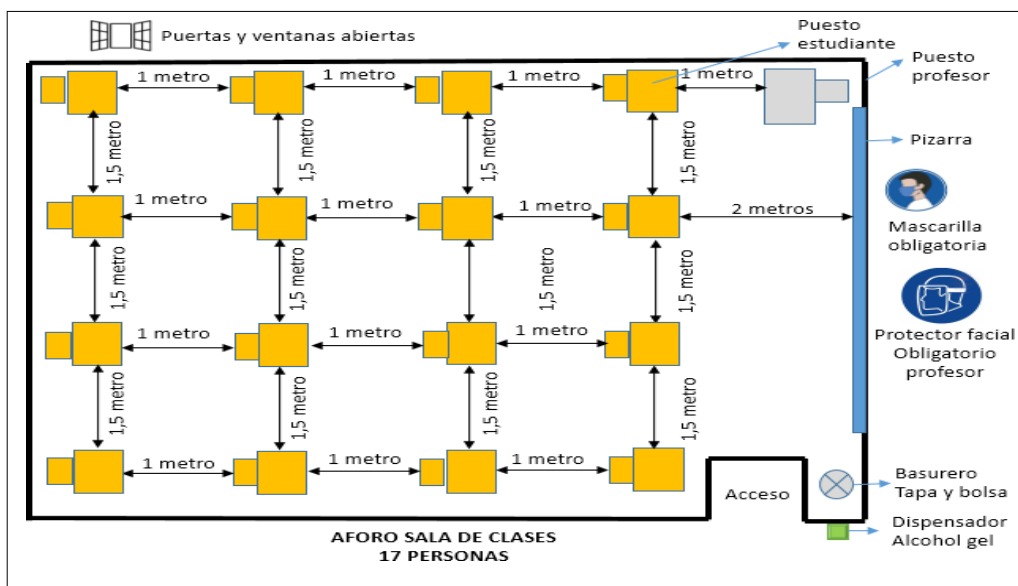 Puertas y ventanas abiertas
Puesto
estudiante
Puesto
profesor
1 metro
1 metro
1 metro
1 metro
1,5 metro
1,5 metro
1,5 metro
1,5 metro
Pizarra
1 metro
1 metro
1 metro
2 metros
Mascarilla
obligatoria
1,5 metro
1,5 metro
1,5 metro
1,5 metro
Protector facial
Obligatorio
profesor
1 metro
1 metro
1 metro
1,5 metro
1,5 metro
1,5 metro
1,5 metro
1 metro
1 metro
1 metro
Acceso
Basurero
Tapa y bolsa
Dispensador
Alcohol gel
AFORO SALA DE CLASES
17 PERSONAS